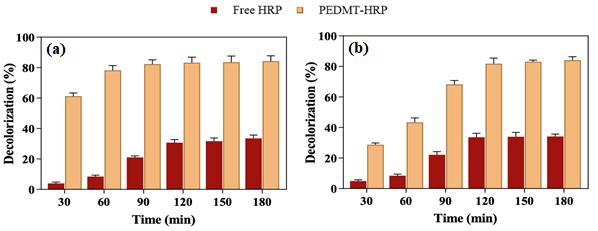 Free HRP PEDMT-HRP
(a)
Decolorization (%)
100
80
60
40
20
0
30 60 90 120 150 180
Time (min)
(b)
Decolorization (%)
100
80
60
40
20
0
30 60 90 120 150 180
Time (min)